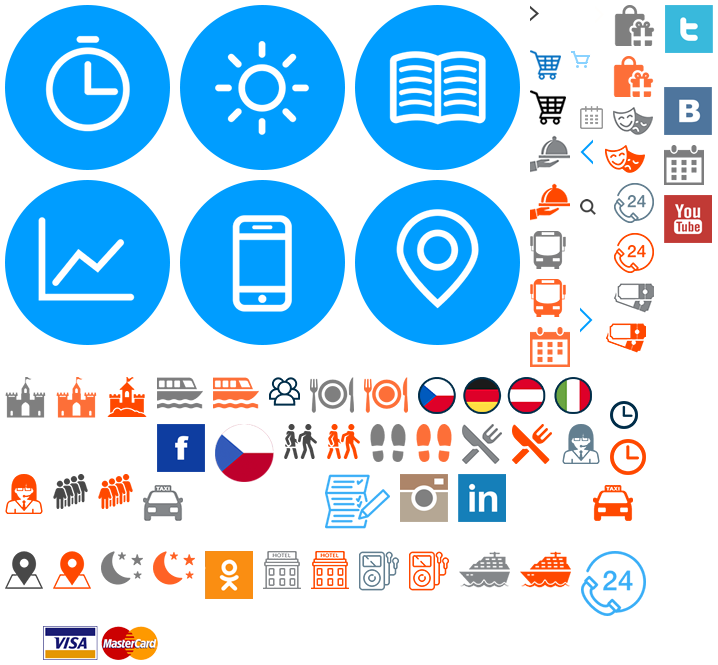 24
You
Tube
24
f
TAXI
in
TAXI
HOTEL
HOTEL
24
VISA
MasterCard